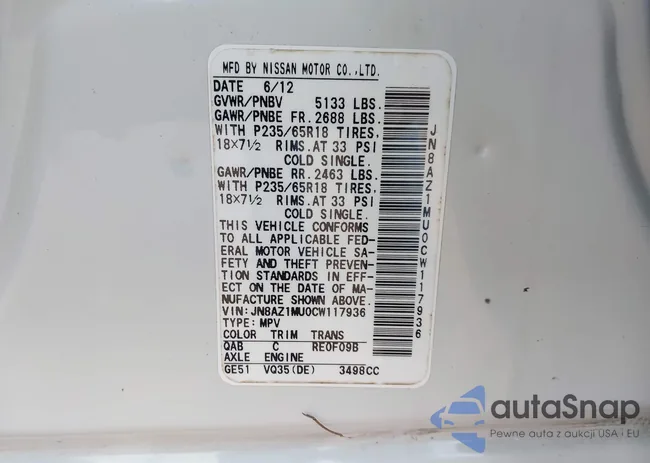 MFD BY NISSAN MOTOR CO.,LTD.
DATE 6/12
GVWR/PNBV 5133 LBS.
GAWR/PNBE FR.2688 LBS.
WITH P235/65R18 TIRES.
18×7½ RIMS.AT 33 PSI
COLD SINGLE.
GAWR/PNBE RR.2463 LBS.
WITH P235/65R18 TIRES.
18×7½ RIMS.AT 33 PSI
COLD SINGLE.
THIS VEHICLE CONFORMS
TO ALL APPLICABLE FED-
ERAL MOTOR VEHICLE SA-
FETY AND THEFT PREVEN-
TION STANDARDS IN EFF-
ECT ON THE DATE OF MA-
NUFACTURE SHOWN ABOVE.
VIN:JN8AZ1MU0CW117936
TYPE:MPV
COLOR TRIM TRANS
QAB C RE0F09B
AXLE ENGINE
GE51 VQ35(DE) 3498CC
JN8AZ1MU0CW117936
autaSnap
Pewne auta z aukcji USA i EU